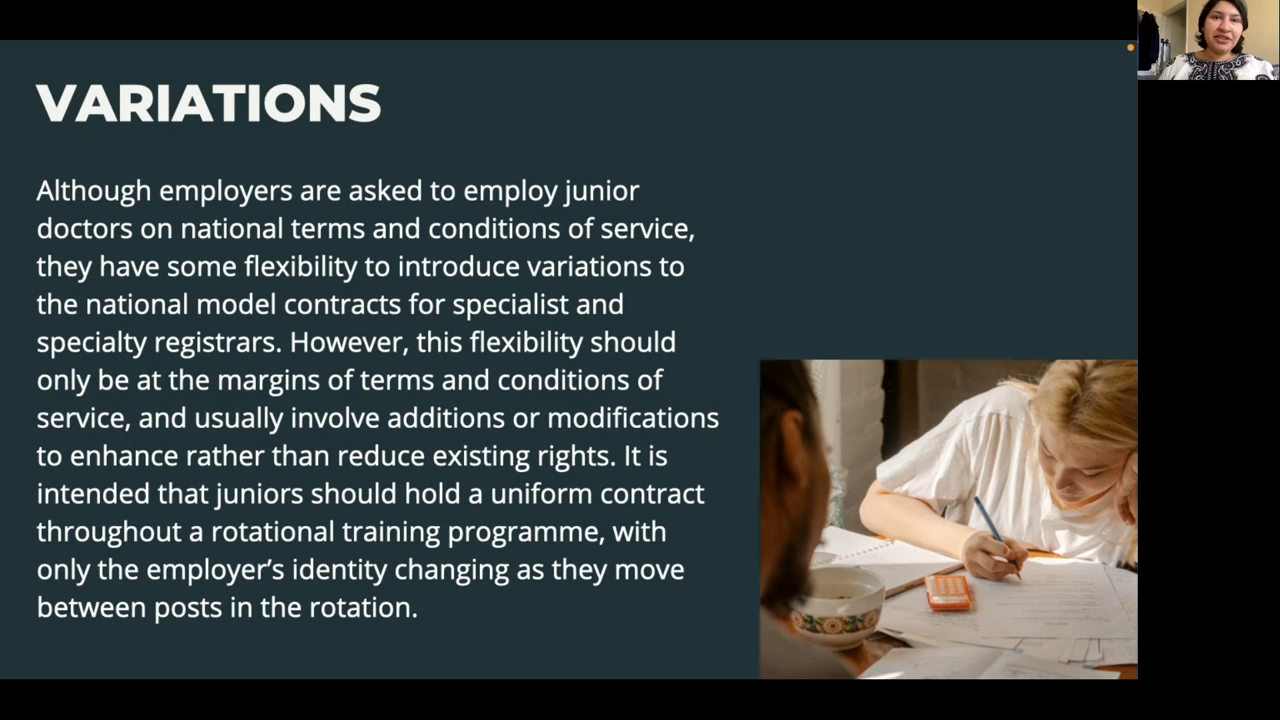 VARIATIONS
Although employers are asked to employ junior
doctors on national terms and conditions of service,
they have some flexibility to introduce variations to
the national model contracts for specialist and
specialty registrars. However, this flexibility should
only be at the margins of terms and conditions of
service, and usually involve additions or modifications
to enhance rather than reduce existing rights. It is
intended that juniors should hold a uniform contract
throughout a rotational training programme, with
only the employer’s identity changing as they move
between posts in the rotation.